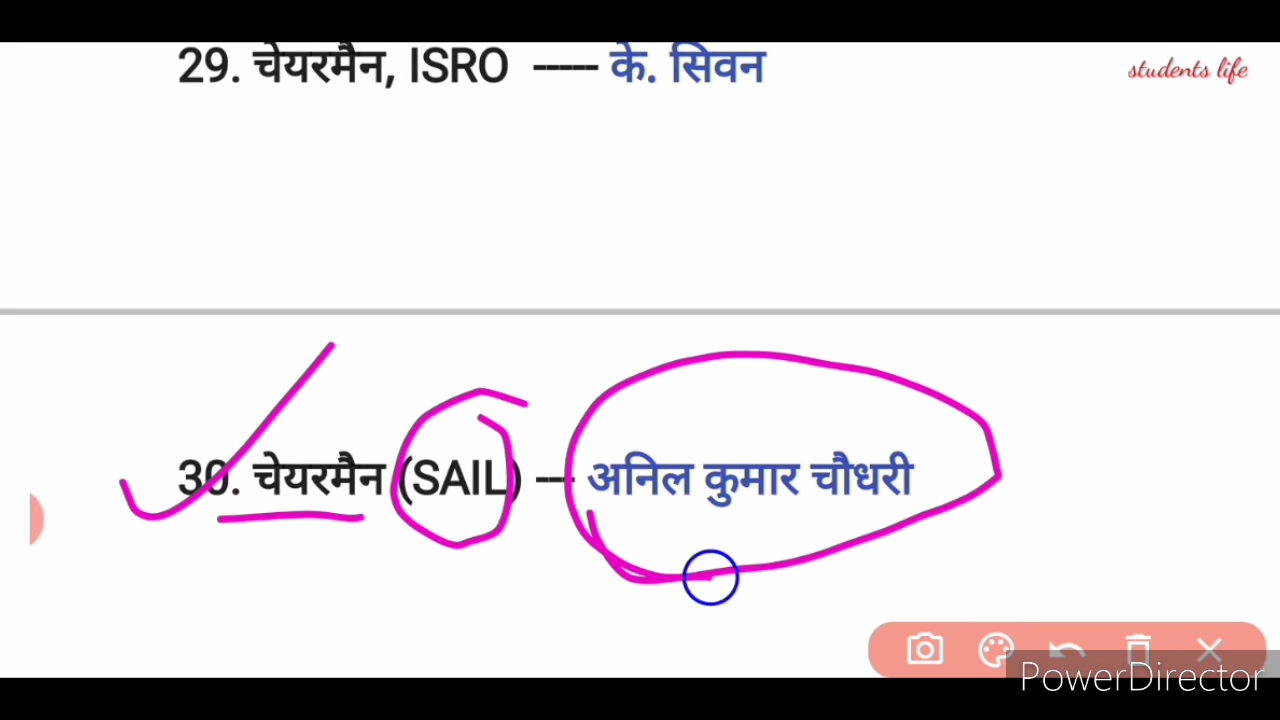 29. चेयरमैन, ISRO ----- के. सिवन
students life
30. चेयरमैन (SAIL) --- अनिल कुमार चौधरी
PowerDirector